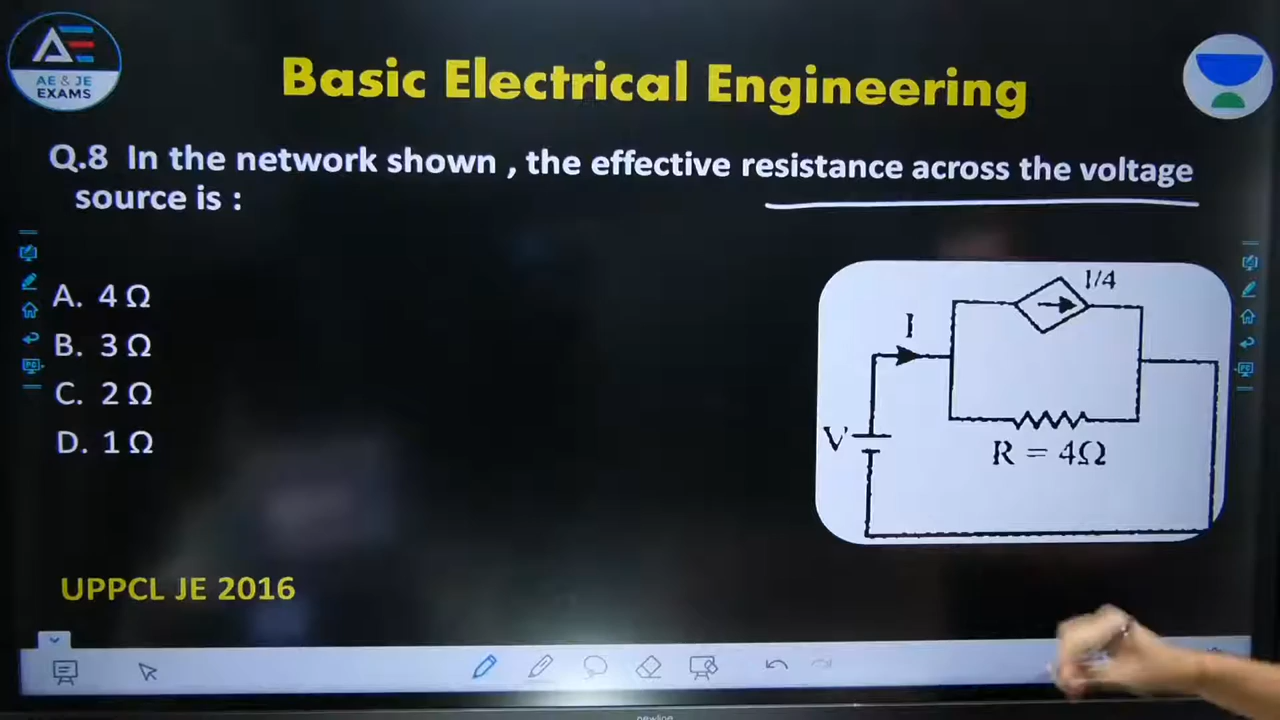 AE & JE
EXAMS
Basic Electrical Engineering
Q.8 In the network shown , the effective resistance across the voltage
source is :
A. 4 Ω
B. 3 Ω
C. 2 Ω
D. 1 Ω
I/4
I
V
R = 4Ω
UPPCL JE 2016
newline